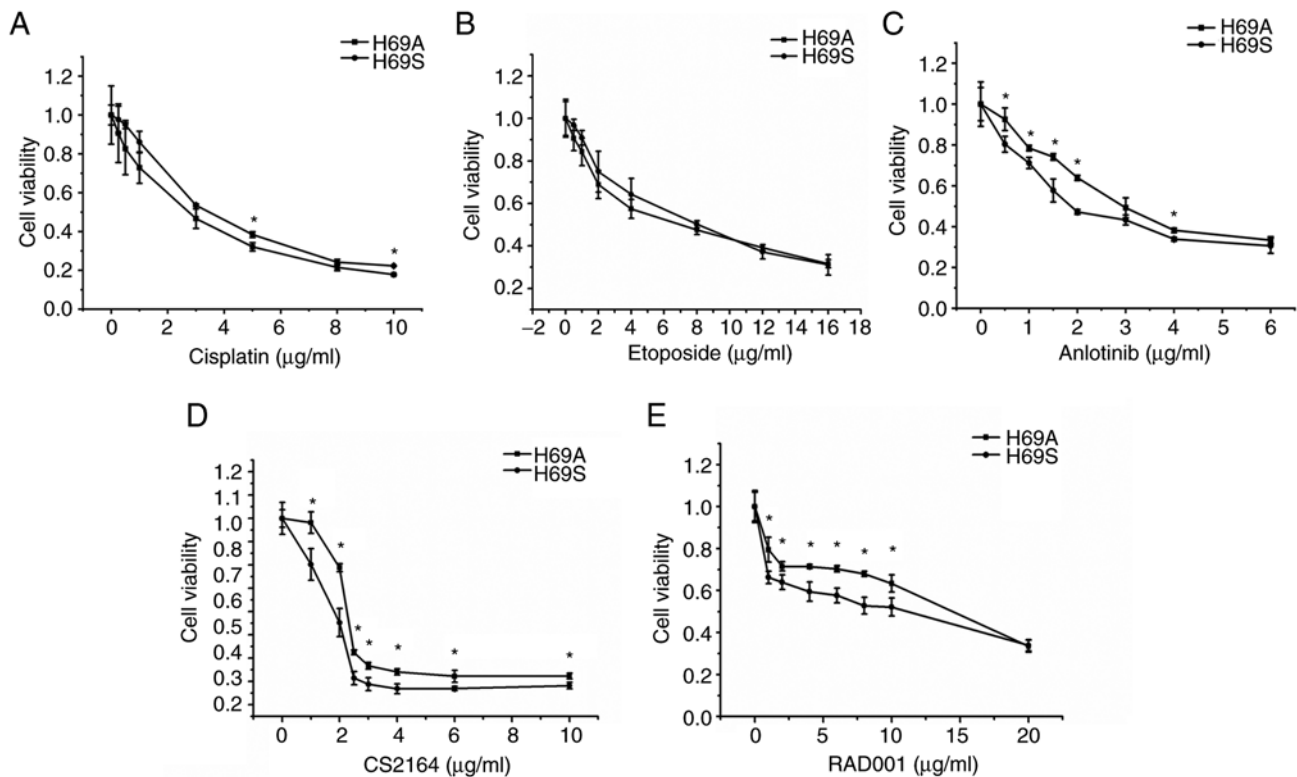 A
H69A
H69S
1.2
1.0
0.8
0.6
0.4
0.2
0.0
Cell viability
*
*
0 2 4 6 8 10
Cisplatin (μg/ml)
B
H69A
H69S
1.2
1.0
0.8
0.6
0.4
0.2
Cell viability
−2 0 2 4 6 8 10 12 14 16 18
Etoposide (μg/ml)
C
H69A
H69S
1.2
1.0
0.8
0.6
0.4
0.2
0.0
Cell viability
*
*
*
*
*
0 1 2 3 4 5 6
Anlotinib (μg/ml)
D
H69A
H69S
1.2
1.1
1.0
0.8
0.7
0.6
0.5
0.3
0.2
Cell viability
*
*
*
*
*
*
*
0 2 4 6 8 10
CS2164 (μg/ml)
E
H69A
H69S
1.2
1.0
0.8
0.6
0.4
0.2
0.0
Cell viability
*
* * * * *
0 5 10 15 20
RAD001 (μg/ml)